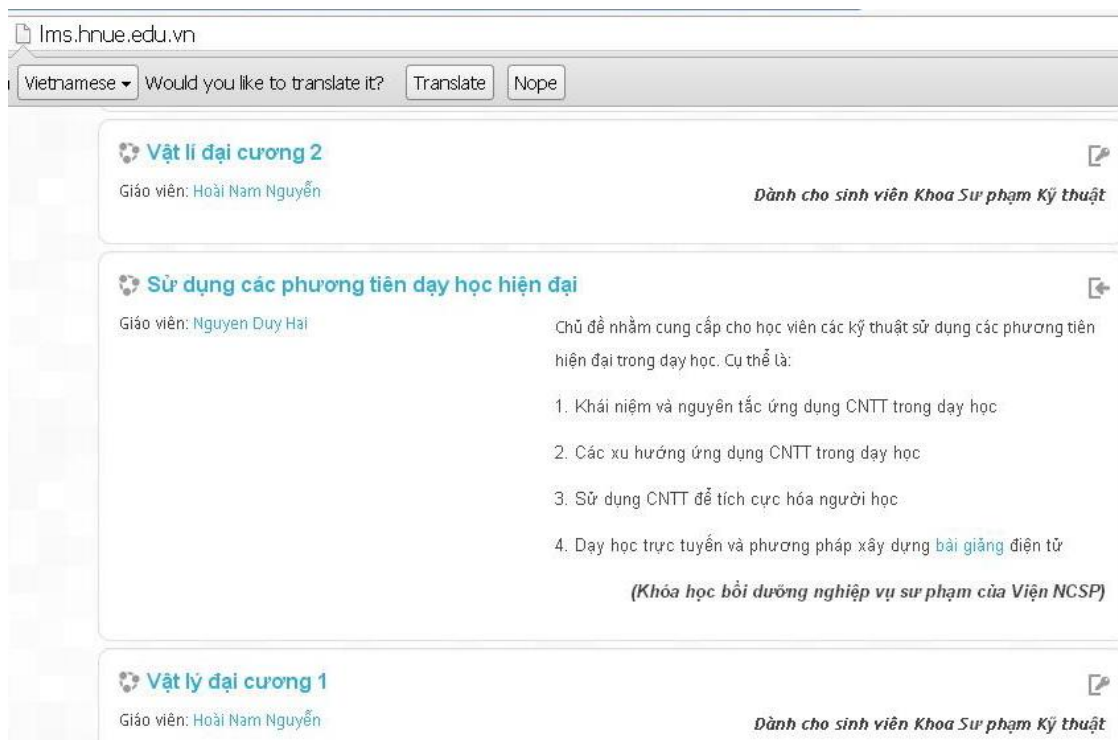 lms.hnue.edu.vn
Vietnamese Would you like to translate it? Translate Nope
Vật lí đại cương 2
Giáo viên: Hoài Nam Nguyễn
Dành cho sinh viên Khoa Sư phạm Kỹ thuật
Sử dụng các phương tiên dạy học hiện đại
Giáo viên: Nguyen Duy Hai
Chủ đề nhằm cung cấp cho học viên các kỹ thuật sử dụng các phương tiên
hiện đại trong dạy học. Cụ thể là:
1. Khái niệm và nguyên tắc ứng dụng CNTT trong dạy học
2. Các xu hướng ứng dụng CNTT trong dạy học
3. Sử dụng CNTT để tích cực hóa người học
4. Dạy học trực tuyến và phương pháp xây dựng bài giảng điện tử
(Khóa học bồi dưỡng nghiệp vụ sư phạm của Viện NCSP)
Vật lý đại cương 1
Giáo viên: Hoài Nam Nguyễn
Dành cho sinh viên Khoa Sư phạm Kỹ thuật